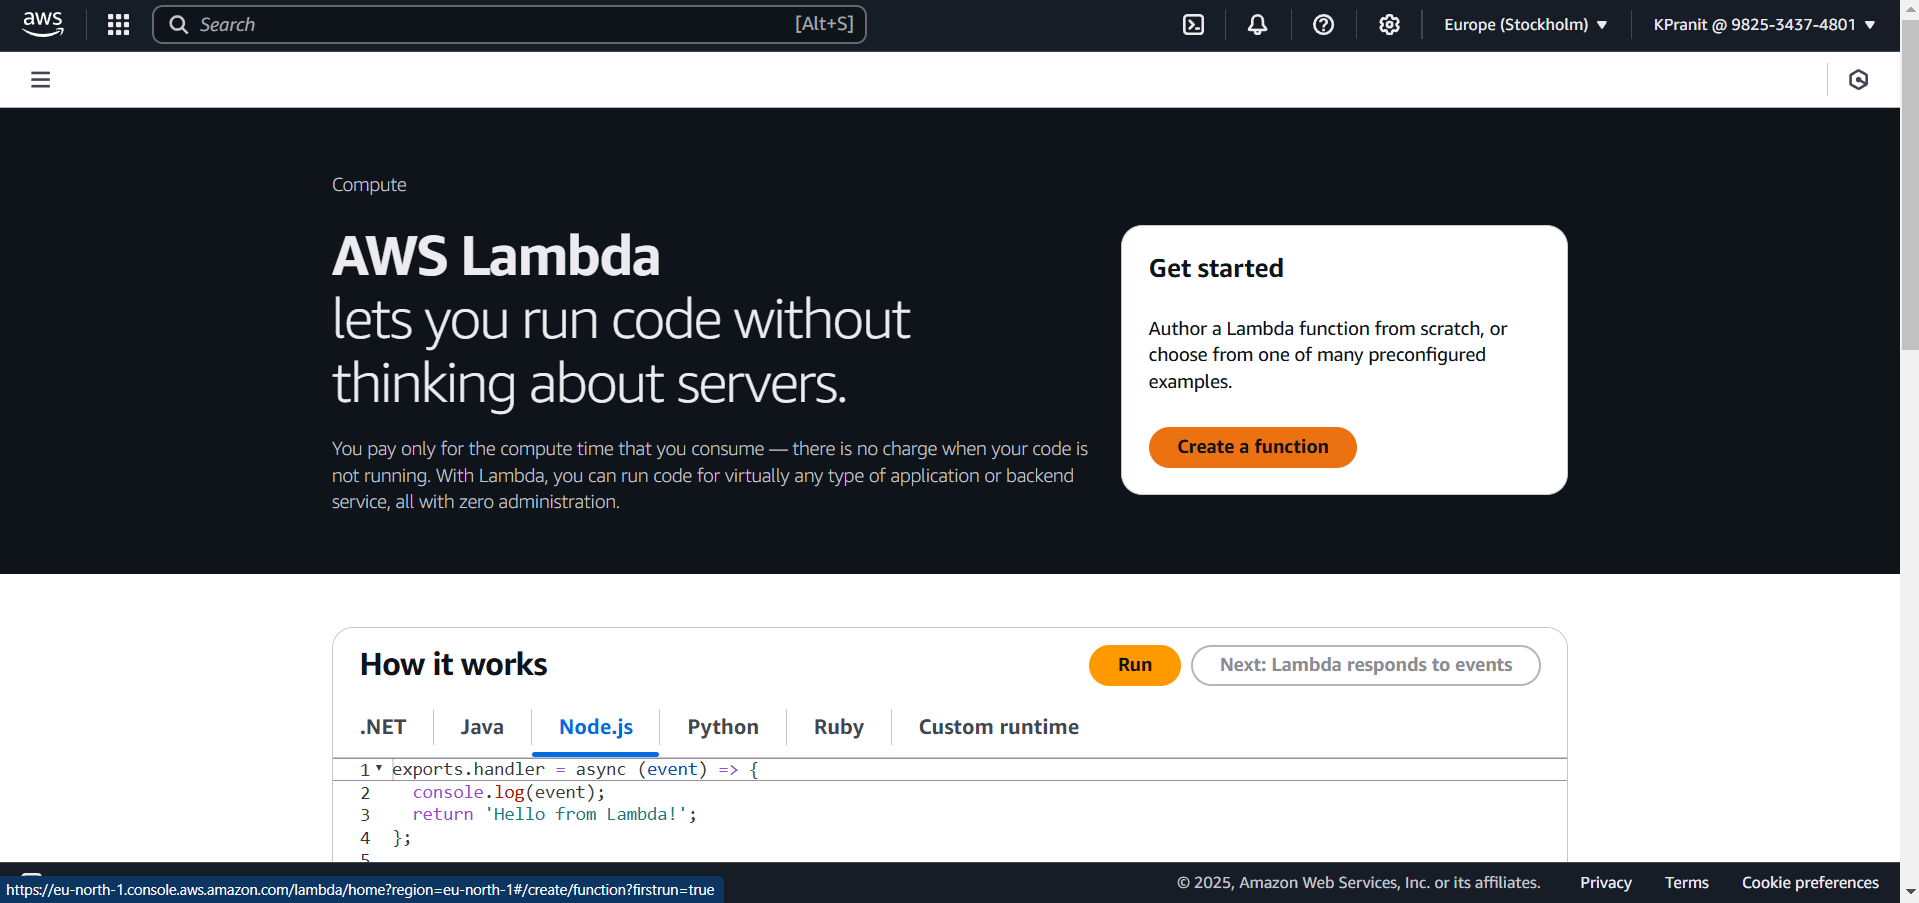 aws
Search [Alt+S]
Europe (Stockholm)
KPranit @ 9825-3437-4801
Compute
AWS Lambda
lets you run code without
thinking about servers.
You pay only for the compute time that you consume — there is no charge when your code is
not running. With Lambda, you can run code for virtually any type of application or backend
service, all with zero administration.
Get started
Author a Lambda function from scratch, or
choose from one of many preconfigured
examples.
Create a function
How it works
Run
Next: Lambda responds to events
.NET Java Node.js Python Ruby Custom runtime
1 exports.handler = async (event) => {
2 console.log(event);
3 return 'Hello from Lambda!';
4 };
5
https://eu-north-1.console.aws.amazon.com/lambda/home?region=eu-north-1#/create/function?firstrun=true
© 2025, Amazon Web Services, Inc. or its affiliates. Privacy Terms Cookie preferences